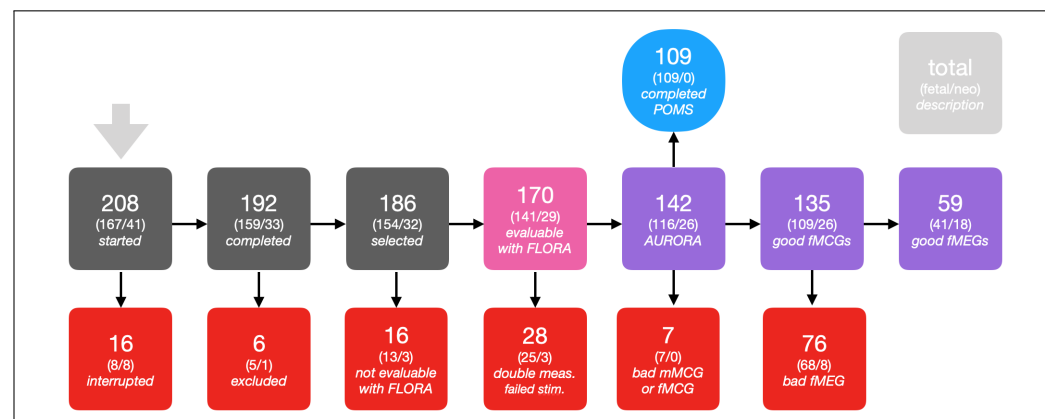 109
(109/0)
completed
POMS
total
(fetal/neo)
description
208
(167/41)
started
192
(159/33)
completed
186
(154/32)
selected
170
(141/29)
evaluable
with FLORA
142
(116/26)
AURORA
135
(109/26)
good fMCGs
59
(41/18)
good fMEGs
16
(8/8)
interrupted
6
(5/1)
excluded
16
(13/3)
not evaluable
with FLORA
28
(25/3)
double meas.
failed stim.
7
(7/0)
bad mMCG
or fMCG
76
(68/8)
bad fMEG